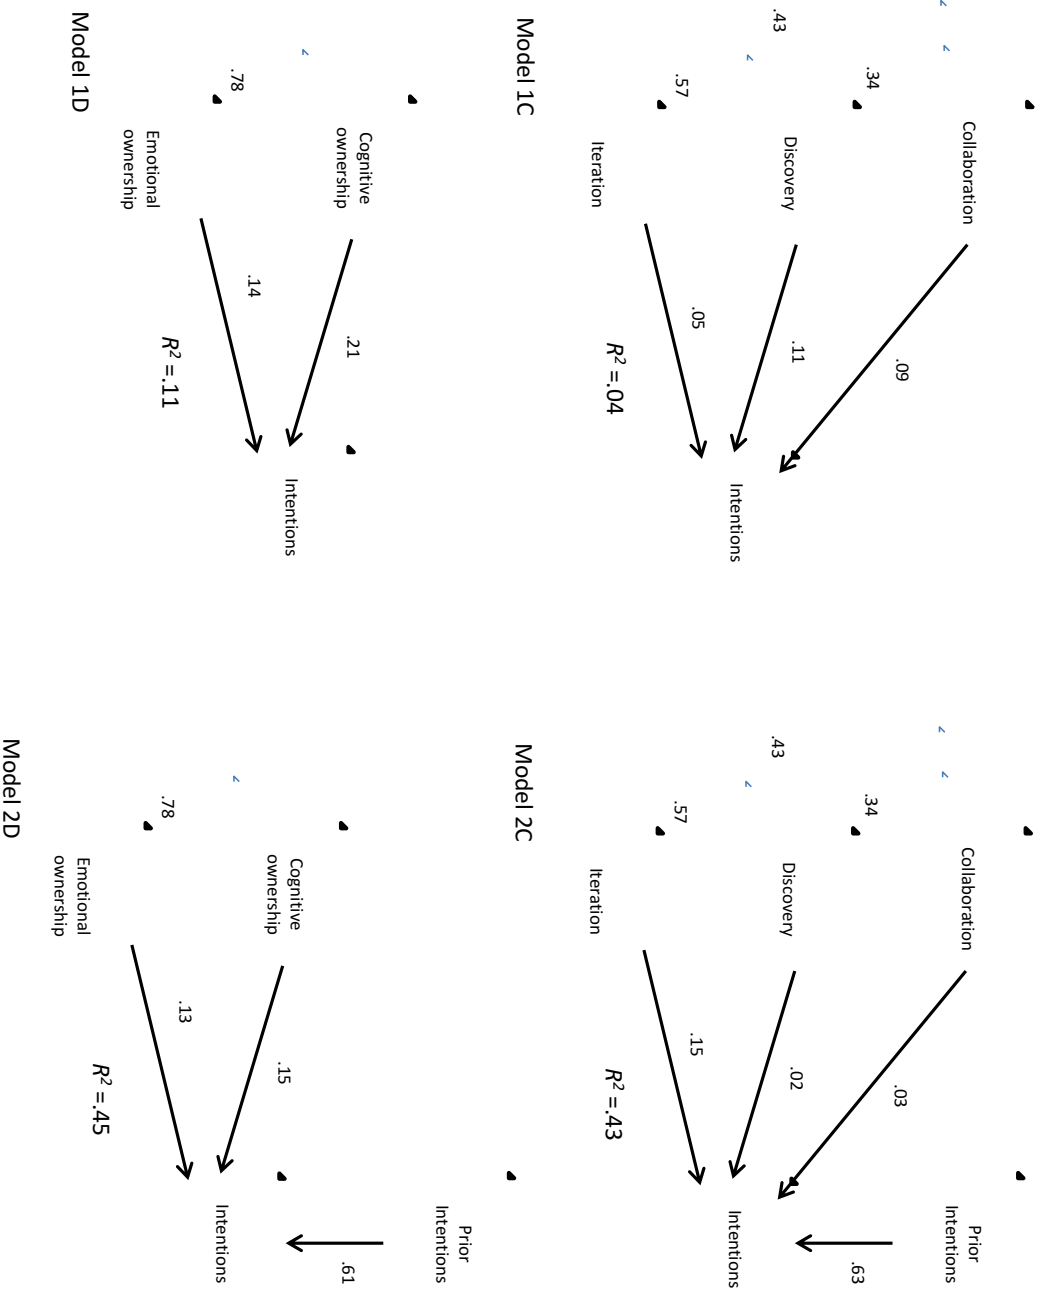 Collaboration
.34
.43
Discovery
.57
Iteration
.09
.11
.05
R² =.04
Intentions
Model 1C
Prior
Intentions
.63
Collaboration
.34
.43
Discovery
.57
Iteration
.03
.02
.15
R² =.43
Intentions
Model 2C
Cognitive
ownership
.78
Emotional
ownership
.21
.14
R² =.11
Intentions
Model 1D
Prior
Intentions
.61
Cognitive
ownership
.78
Emotional
ownership
.15
.13
R² =.45
Intentions
Model 2D